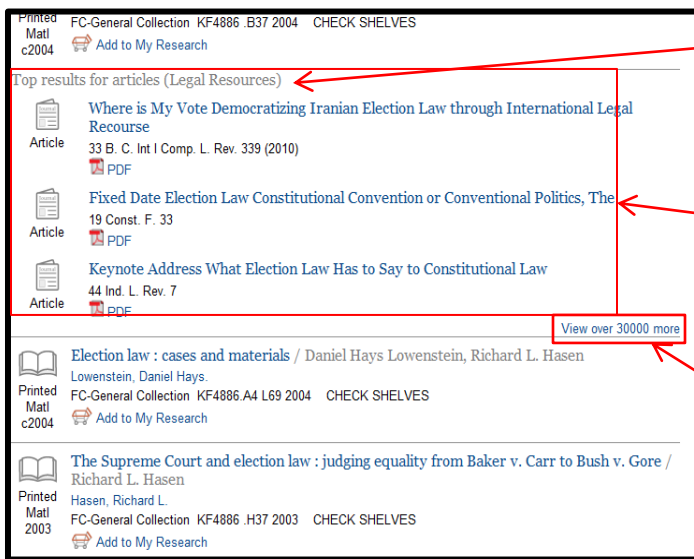 Printed
Matl
c2004
FC-General Collection KF4886 .B37 2004 CHECK SHELVES
Add to My Research
Top results for articles (Legal Resources)
Journal
Article
Where is My Vote Democratizing Iranian Election Law through International Legal
Recourse
33 B. C. Int l Comp. L. Rev. 339 (2010)
PDF
Journal
Article
Fixed Date Election Law Constitutional Convention or Conventional Politics, The
19 Const. F. 33
PDF
Journal
Article
Keynote Address What Election Law Has to Say to Constitutional Law
44 Ind. L. Rev. 7
PDF
View over 30000 more
Printed
Matl
c2004
Election law : cases and materials / Daniel Hays Lowenstein, Richard L. Hasen
Lowenstein, Daniel Hays.
FC-General Collection KF4886.A4 L69 2004 CHECK SHELVES
Add to My Research
Printed
Matl
2003
The Supreme Court and election law : judging equality from Baker v. Carr to Bush v. Gore /
Richard L. Hasen
Hasen, Richard L.
FC-General Collection KF4886 .H37 2003 CHECK SHELVES
Add to My Research